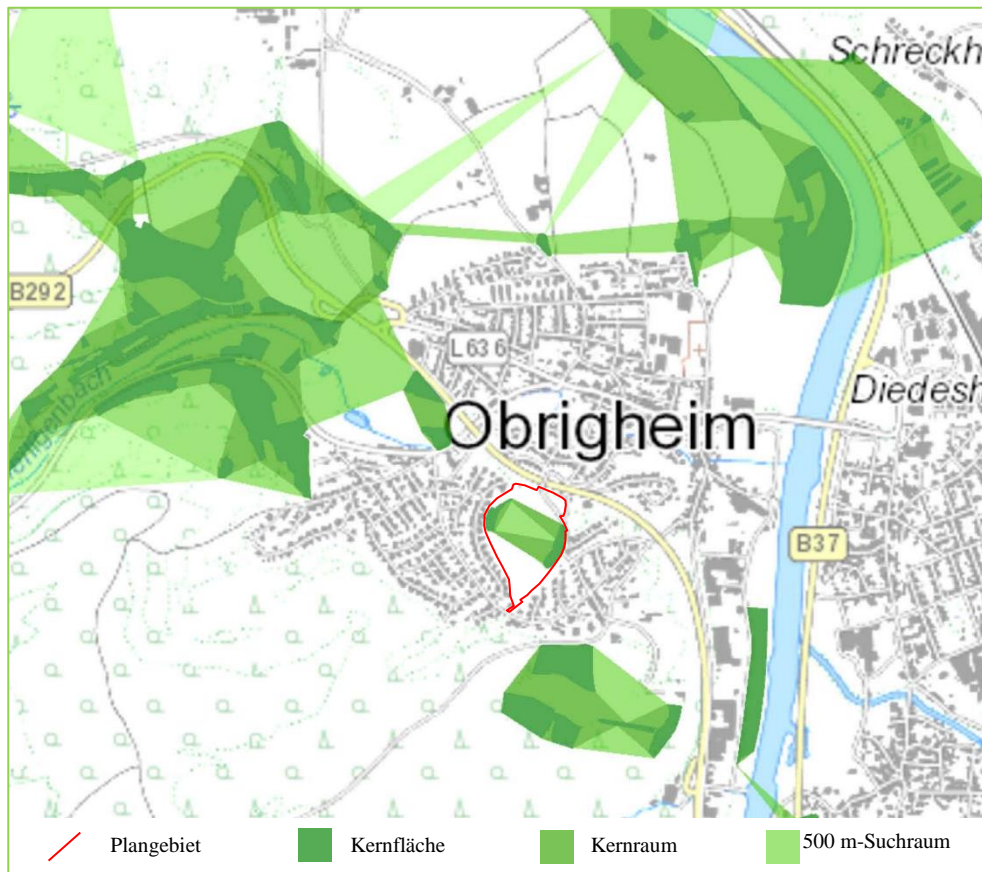 Schreckh
B292
L636
Obrigheim
Diedesh
B37
Plangebiet
Kernfläche
Kernraum
500 m-Suchraum